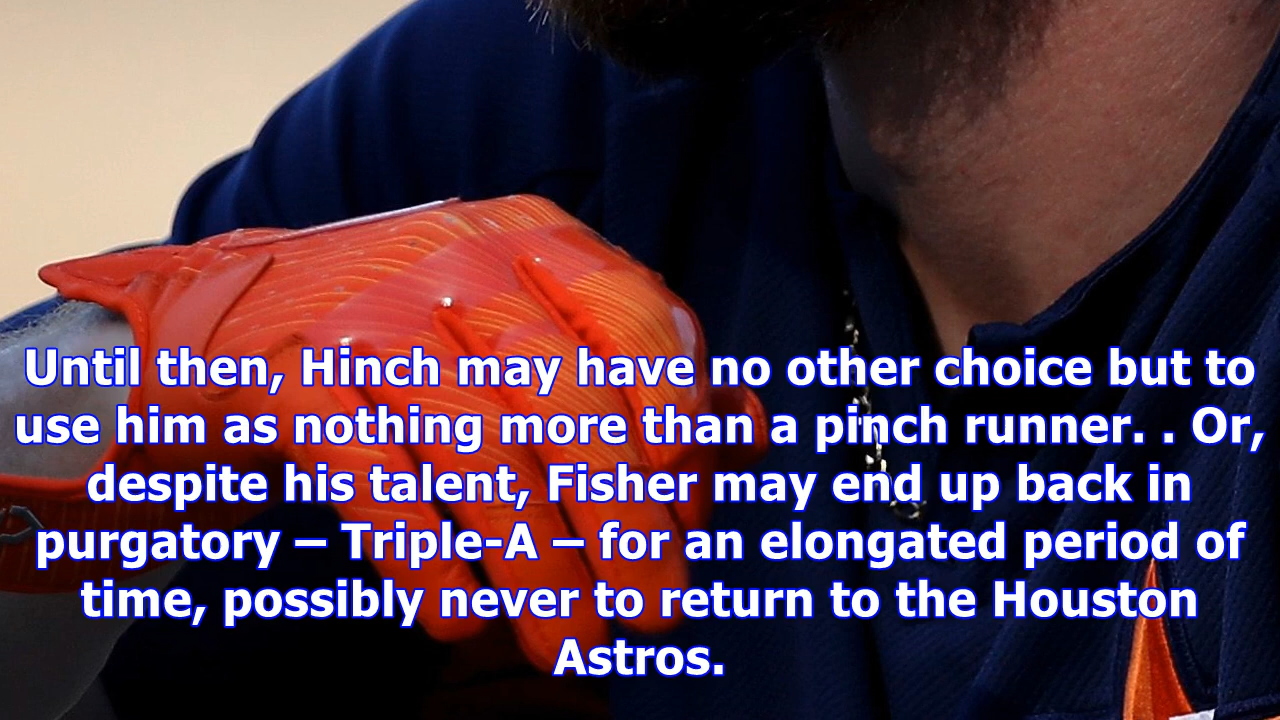 Until then, Hinch may have no other choice but to
use him as nothing more than a pinch runner. . Or,
despite his talent, Fisher may end up back in
purgatory – Triple-A – for an elongated period of
time, possibly never to return to the Houston
Astros.